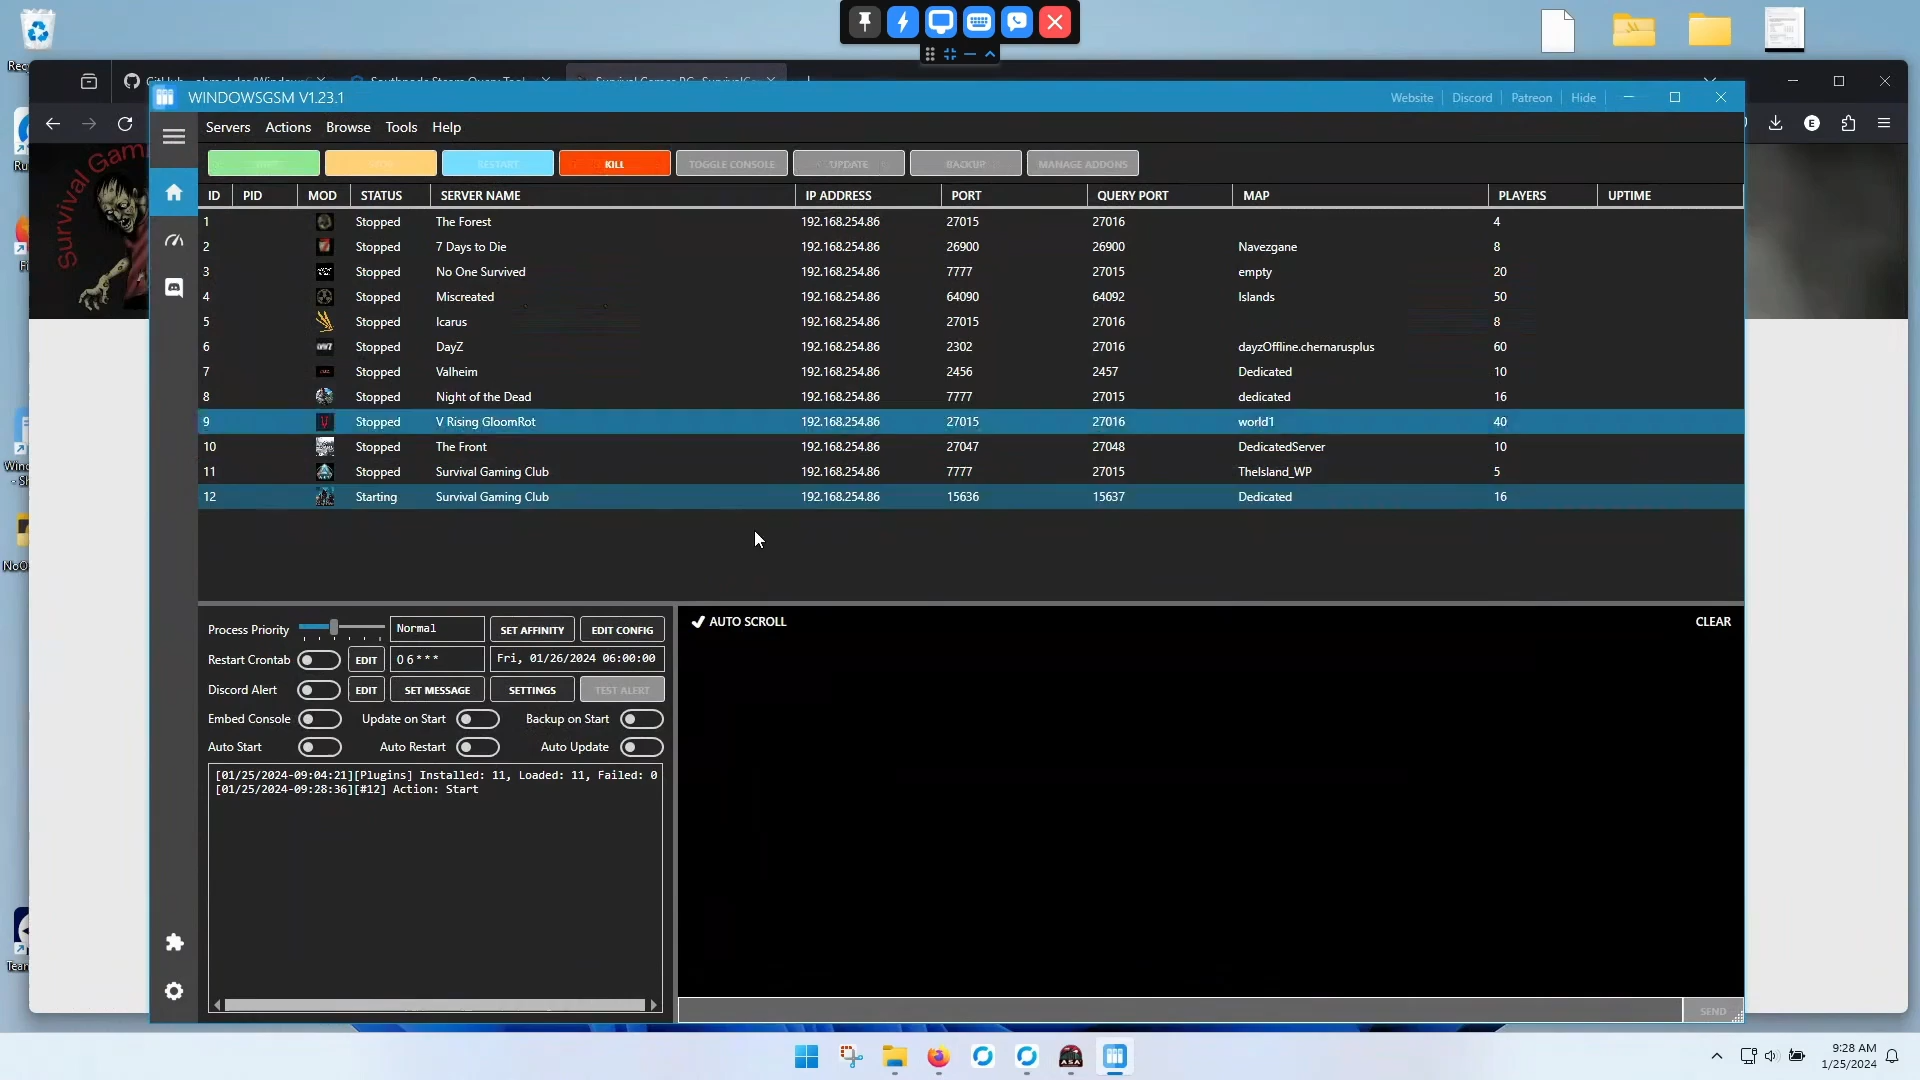 WINDOWSGSM V1.23.1
Website
Discord
Patreon
Hide
Servers
Actions
Browse
Tools
Help
RESTART
KILL
TOGGLE CONSOLE
UPDATE
BACKUP
MANAGE ADDONS
ID PID MOD STATUS SERVER NAME IP ADDRESS PORT QUERY PORT MAP PLAYERS UPTIME
1 Stopped The Forest 192.168.254.86 27015 27016 4
2 Stopped 7 Days to Die 192.168.254.86 26900 26900 Navezgane 8
3 Stopped No One Survived 192.168.254.86 7777 27015 empty 20
4 Stopped Miscreated 192.168.254.86 64090 64092 Islands 50
5 Stopped Icarus 192.168.254.86 27015 27016 8
6 Stopped DayZ 192.168.254.86 2302 27016 dayzOffline.chernarusplus 60
7 Stopped Valheim 192.168.254.86 2456 2457 Dedicated 10
8 Stopped Night of the Dead 192.168.254.86 7777 27015 dedicated 16
9 Stopped V Rising GloomRot 192.168.254.86 27015 27016 world1 40
10 Stopped The Front 192.168.254.86 27047 27048 DedicatedServer 10
11 Stopped Survival Gaming Club 192.168.254.86 7777 27015 TheIsland_WP 5
12 Starting Survival Gaming Club 192.168.254.86 15636 15637 Dedicated 16
Process Priority Normal SET AFFINITY EDIT CONFIG
Restart Crontab EDIT 0 6 * * * Fri, 01/26/2024 06:00:00
Discord Alert EDIT SET MESSAGE SETTINGS TEST ALERT
Embed Console Update on Start Backup on Start
Auto Start Auto Restart Auto Update
[01/25/2024-09:04:21][Plugins] Installed: 11, Loaded: 11, Failed: 0
[01/25/2024-09:28:36][#12] Action: Start
AUTO SCROLL
CLEAR
SEND
Survival Gam
9:28 AM
1/25/2024